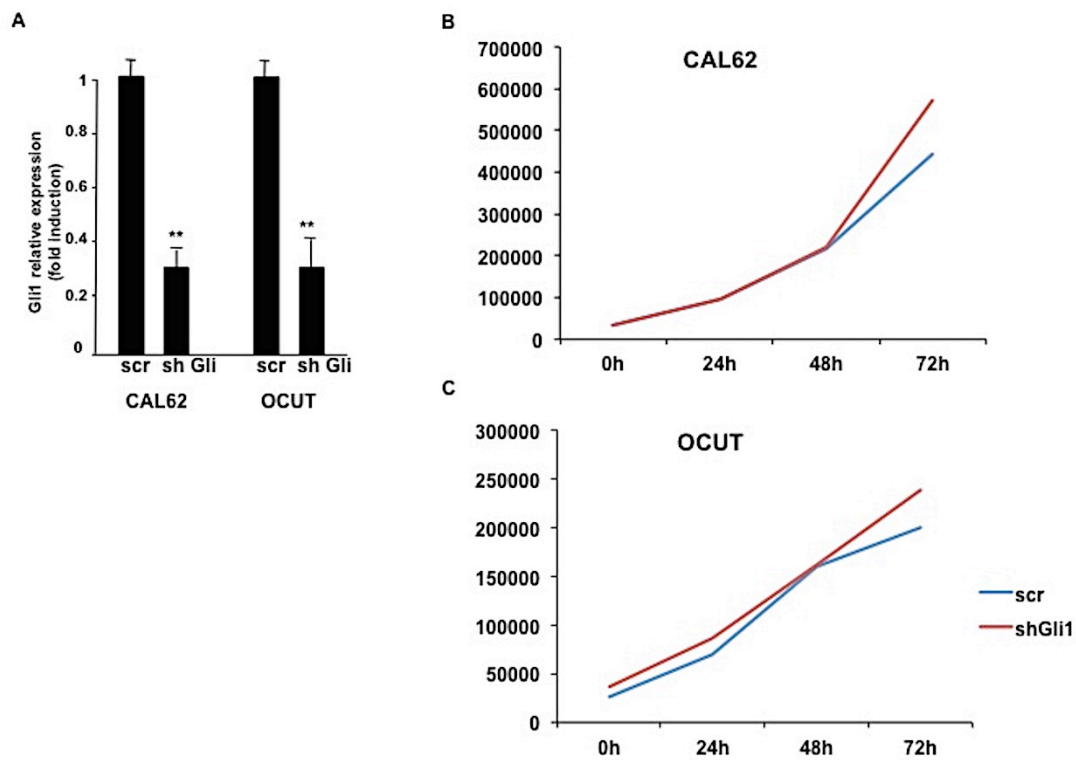 A
Gli1 relative expression
(fold induction)
1
0.8
0.6
0.4
0.2
0
**
**
scr sh Gli scr sh Gli
CAL62 OCUT
B
CAL62
700000
600000
500000
400000
300000
200000
100000
0
0h 24h 48h 72h
C
OCUT
300000
250000
200000
150000
100000
50000
0
0h 24h 48h 72h
scr
shGli1